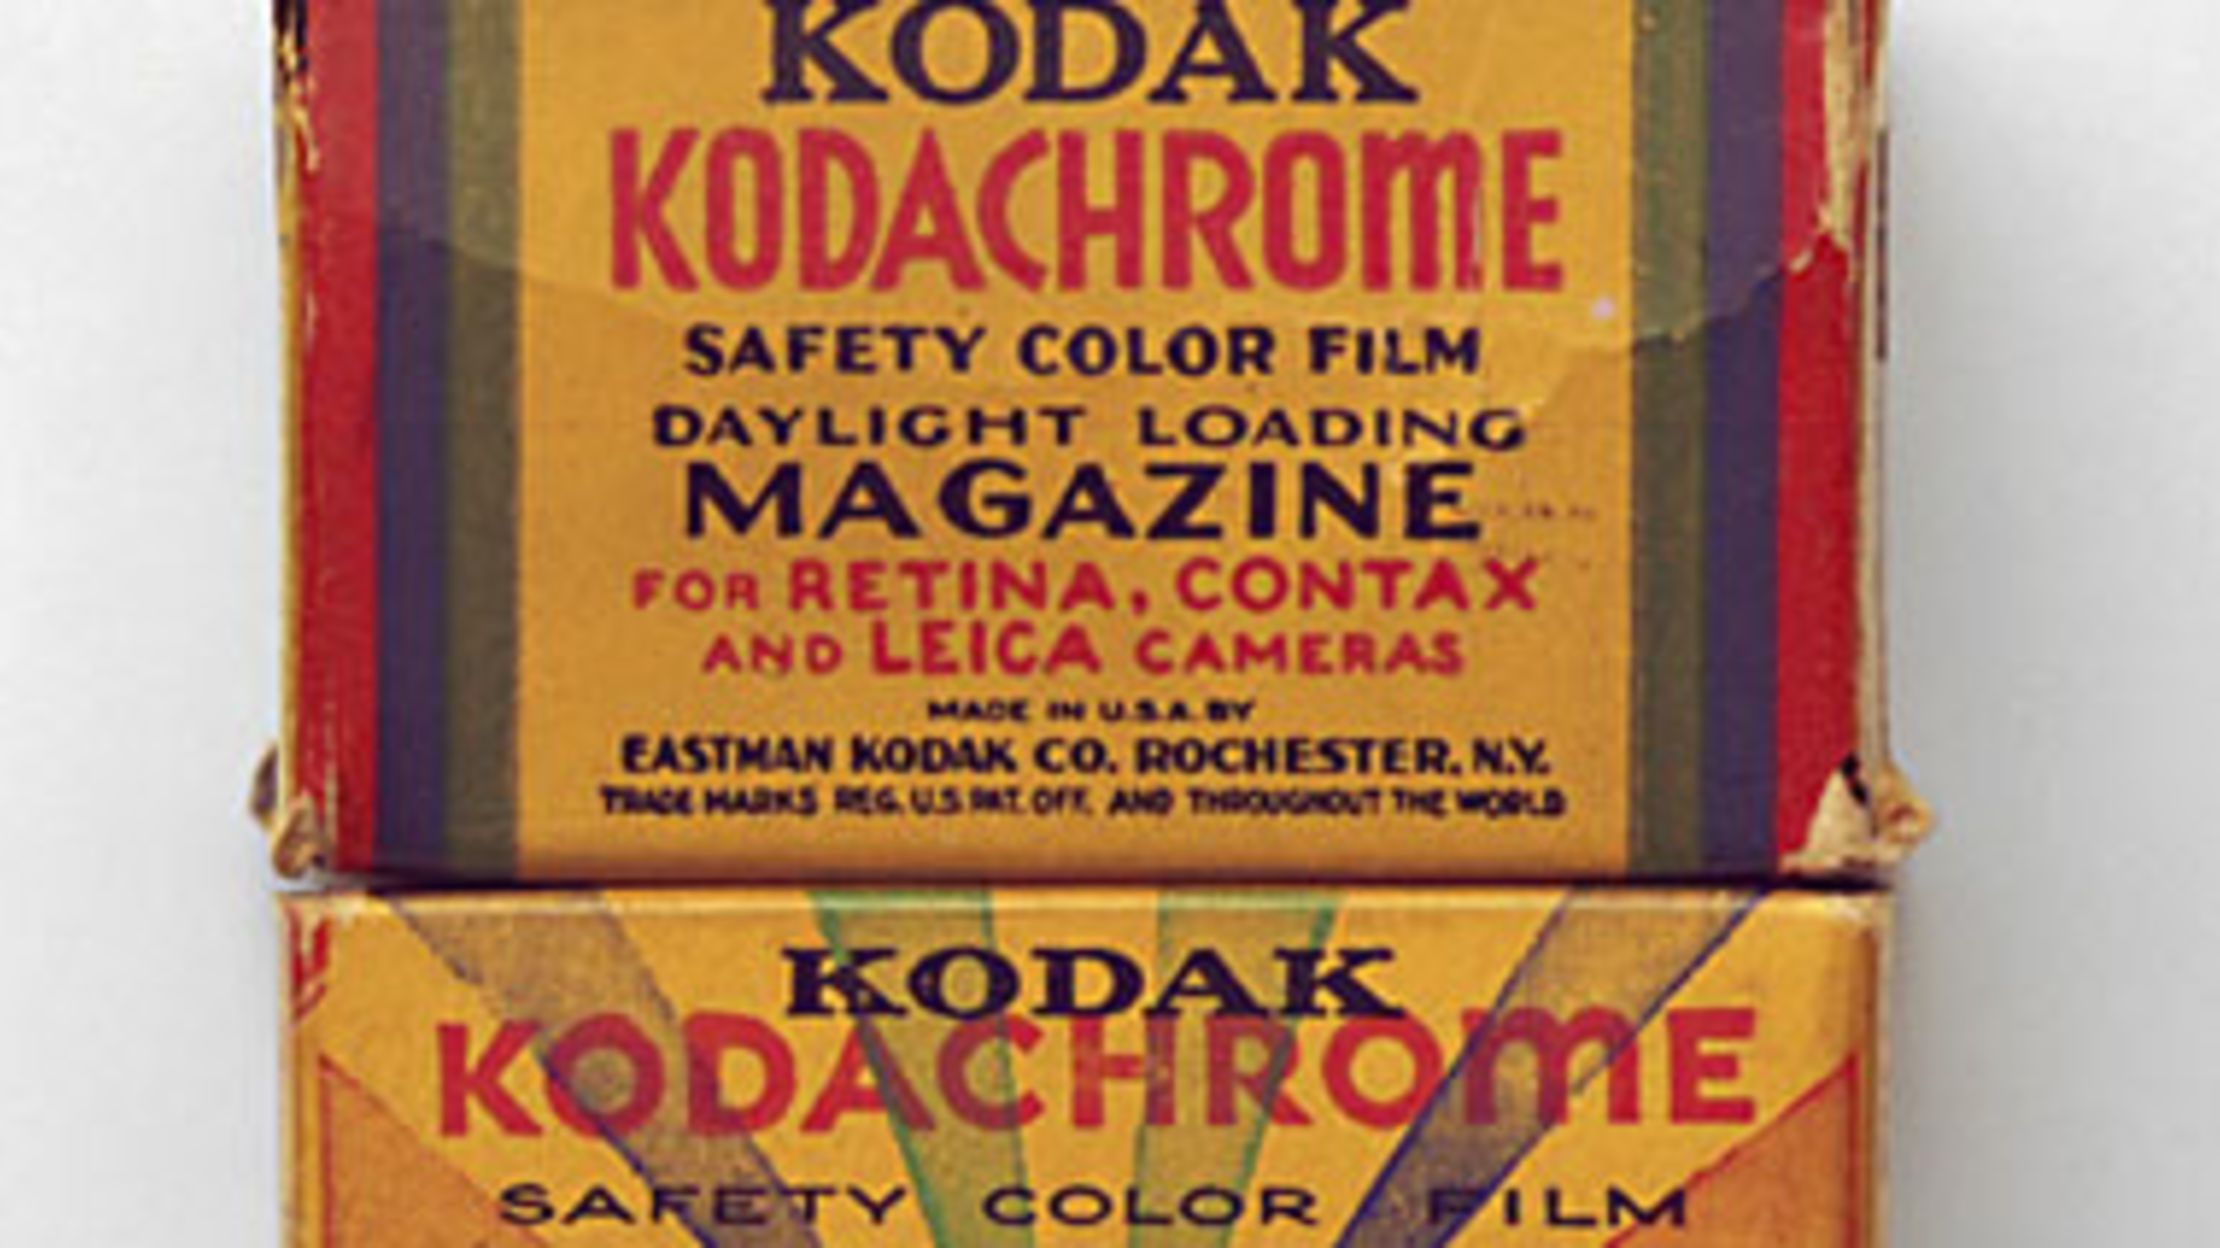 KODAK
KODACHROME
SAFETY COLOR FILM
DAYLIGHT LOADING
MAGAZINE
FOR RETINA, CONTAX
AND LEICA CAMERAS
MADE IN U.S.A. BY
EASTMAN KODAK CO. ROCHESTER. N.Y.
TRADE MARKS REG. U.S. PAT. OFF. AND THROUGHOUT THE WORLD
KODAK
KODACHROME
SAFETY COLOR FILM